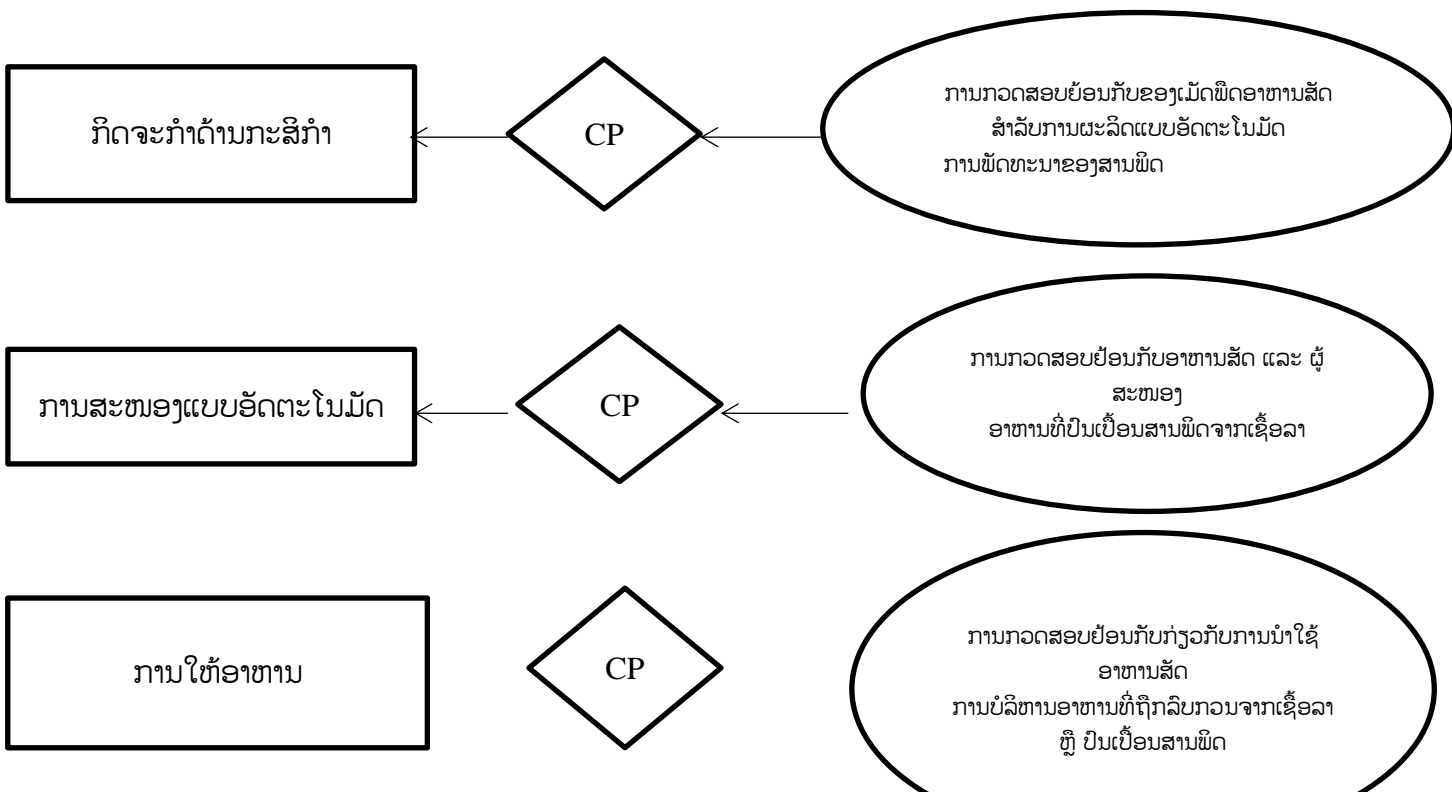 ກິດຈະກຳດ້ານກະສິກຳ
CP
ການກວດສອບຍ້ອນກັບຂອງເມັດພືດອາຫານສັດ
ສຳລັບການຜະລິດແບບອັດຕະໂນມັດ
ການພັດທະນາຂອງສານພິດ
ການສະໜອງແບບອັດຕະໂນມັດ
CP
ການກວດສອບຢ້ອນກັບອາຫານສັດ ແລະ ຜູ້
ສະໜອງ
ອາຫານທີ່ປົນເປື້ອນສານພິດຈາກເຊື້ອລາ
ການໃຫ້ອາຫານ
CP
ການກວດສອບຢ້ອນກັບກ່ຽວກັບການນຳໃຊ້
ອາຫານສັດ
ການບໍລິຫານອາຫານທີ່ຖືກລົບກວນຈາກເຊື້ອລາ
ຫຼື ປົນເປື້ອນສານພິດ